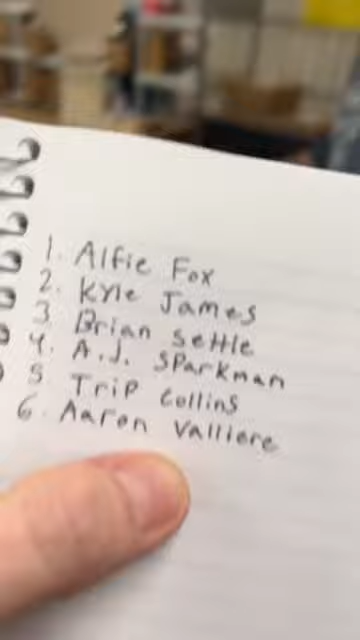 1. Alfie Fox
2. Kyle James
3. Brian Settle
4. A.J. Sparkman
5 Trip Collins
6. Aaron Valliere